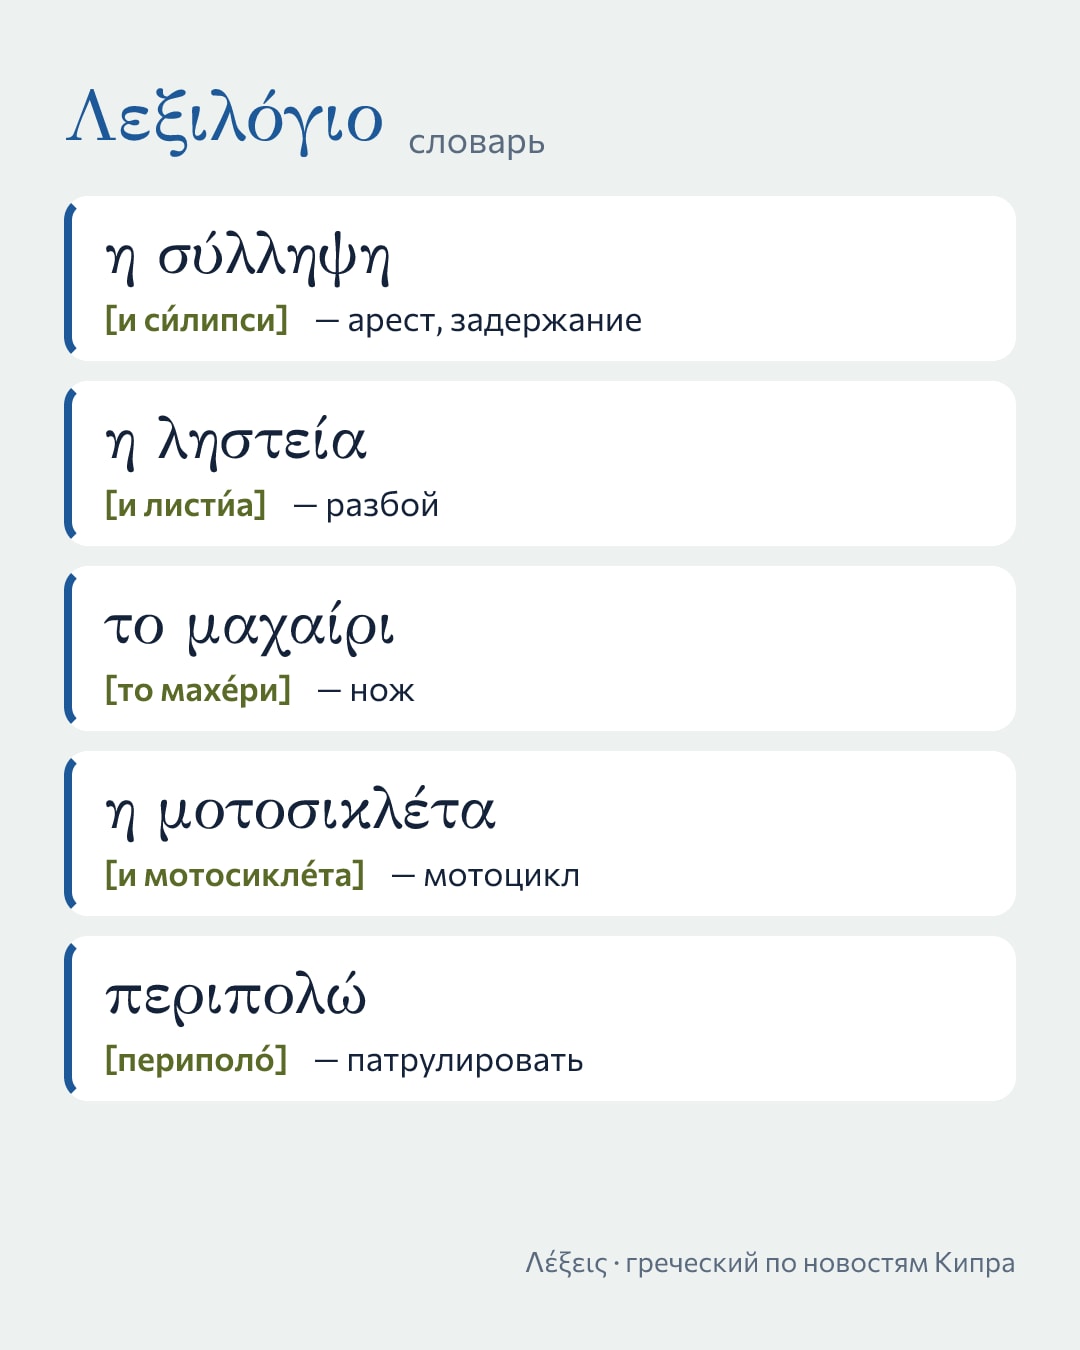 Λεξιλόγιο словарь
η σύλληψη
[и си́липси] — арест, задержание
η ληστεία
[и листи́а] — разбой
το μαχαίρι
[то махе́ри] — нож
η μοτοσικλέτα
[и мотосикле́та] — мотоцикл
περιπολώ
[периполо́] — патрулировать
Λέξεις · греческий по новостям Кипра